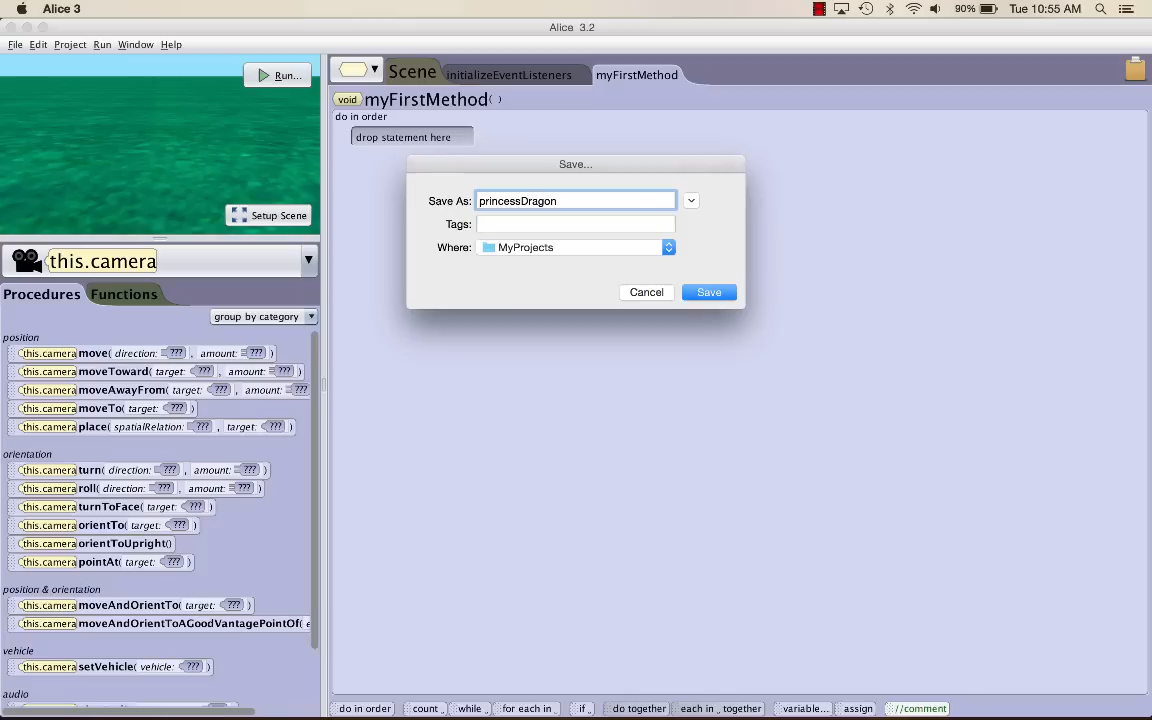 Alice 3 90% Tue 10:55 AM
Alice 3.2
File Edit Project Run Window Help
Run...
Setup Scene
this.camera
Procedures Functions
group by category
position
this.camera move( direction: ??? , amount: ??? )
this.camera moveToward( target: ??? , amount: ??? )
this.camera moveAwayFrom( target: ??? , amount: ???
this.camera moveTo( target: ??? )
this.camera place( spatialRelation: ??? , target: ??? )
orientation
this.camera turn( direction: ??? , amount: ??? )
this.camera roll( direction: ??? , amount: ??? )
this.camera turnToFace( target: ??? )
this.camera orientTo( target: ??? )
this.camera orientToUpright()
this.camera pointAt( target: ??? )
position & orientation
this.camera moveAndOrientTo( target: ??? )
this.camera moveAndOrientToAGoodVantagePointOf(
vehicle
this.camera setVehicle( vehicle: ??? )
audio
Scene initializeEventListeners myFirstMethod
void myFirstMethod ( )
do in order
drop statement here
Save...
Save As: princessDragon
Tags:
Where: MyProjects
Cancel Save
do in order count while for each in if do together each in together variable... assign //comment